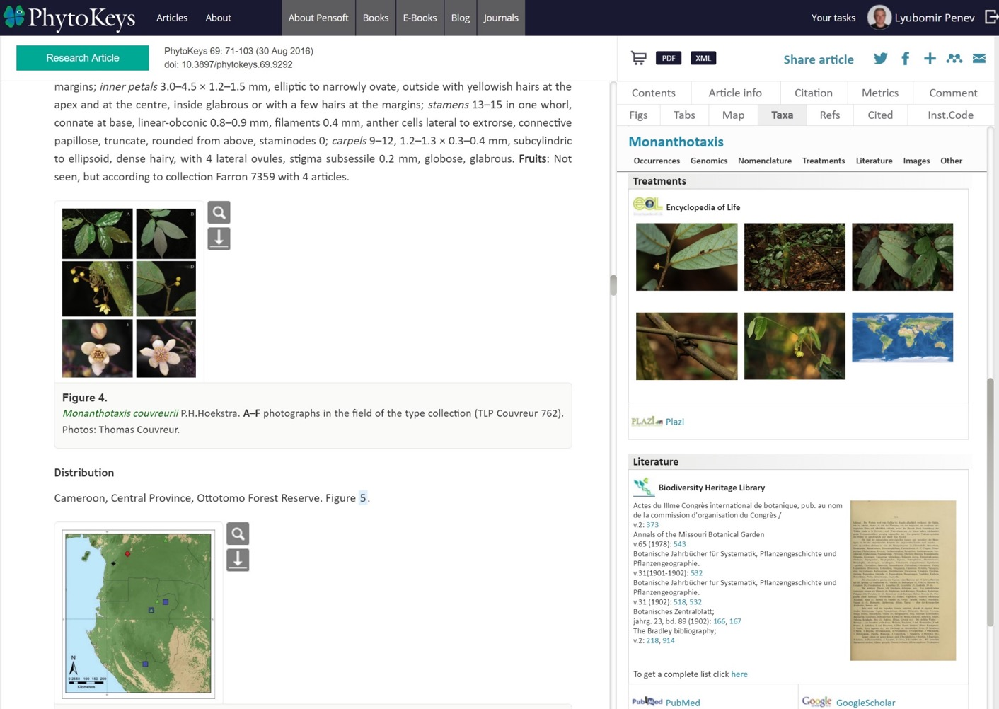 PhytoKeys
Articles
About
About Pensoft
Books
E-Books
Blog
Journals
Your tasks
Lyubomir Penev
Research Article
PhytoKeys 69: 71-103 (30 Aug 2016)
doi: 10.3897/phytokeys.69.9292
margins; inner petals 3.0–4.5 × 1.2–1.5 mm, elliptic to narrowly ovate, outside with yellowish hairs at the
apex and at the centre, inside glabrous or with a few hairs at the margins; stamens 13–15 in one whorl,
connate at base, linear-obconic 0.8–0.9 mm, filaments 0.4 mm, anther cells lateral to extrorse, connective
papillose, truncate, rounded from above, staminodes 0; carpels 9–12, 1.2–1.3 × 0.3–0.4 mm, subcylindric
to ellipsoid, dense hairy, with 4 lateral ovules, stigma subsessile 0.2 mm, globose, glabrous. Fruits: Not
seen, but according to collection Farron 7359 with 4 articles.
A
B
C
D
E
F
Figure 4.
Monanthotaxis couvreurii P.H.Hoekstra. A–F photographs in the field of the type collection (TLP Couvreur 762).
Photos: Thomas Couvreur.
Distribution
Cameroon, Central Province, Ottotomo Forest Reserve. Figure 5.
N
0 25 50 100 150 200
Kilometers
PDF
XML
Share article
Contents
Article info
Citation
Metrics
Comment
Figs
Tabs
Map
Taxa
Refs
Cited
Inst.Code
Monanthotaxis
Occurrences
Genomics
Nomenclature
Treatments
Literature
Images
Other
Treatments
eol Encyclopedia of Life
PLAZI Plazi
Literature
Biodiversity Heritage Library
Actes du IIIme Congrès international de botanique, pub. au nom
de la commission d'organisation du Congrès /
v.2: 373
Annals of the Missouri Botanical Garden
v.65 (1978): 543
Botanische Jahrbücher für Systematik, Pflanzengeschichte und
Pflanzengeographie.
v.31(1901-1902): 532
Botanische Jahrbücher fur Systematik, Pflanzengeschichte und
Pflanzengeographie.
v.31 (1902): 518, 532
Botanisches Zentralblatt;
jahrg. 23, bd. 89 (1902): 166, 167
The Bradley bibliography;
v.2: 218, 914
To get a complete list click here
PubMed PubMed
Google GoogleScholar